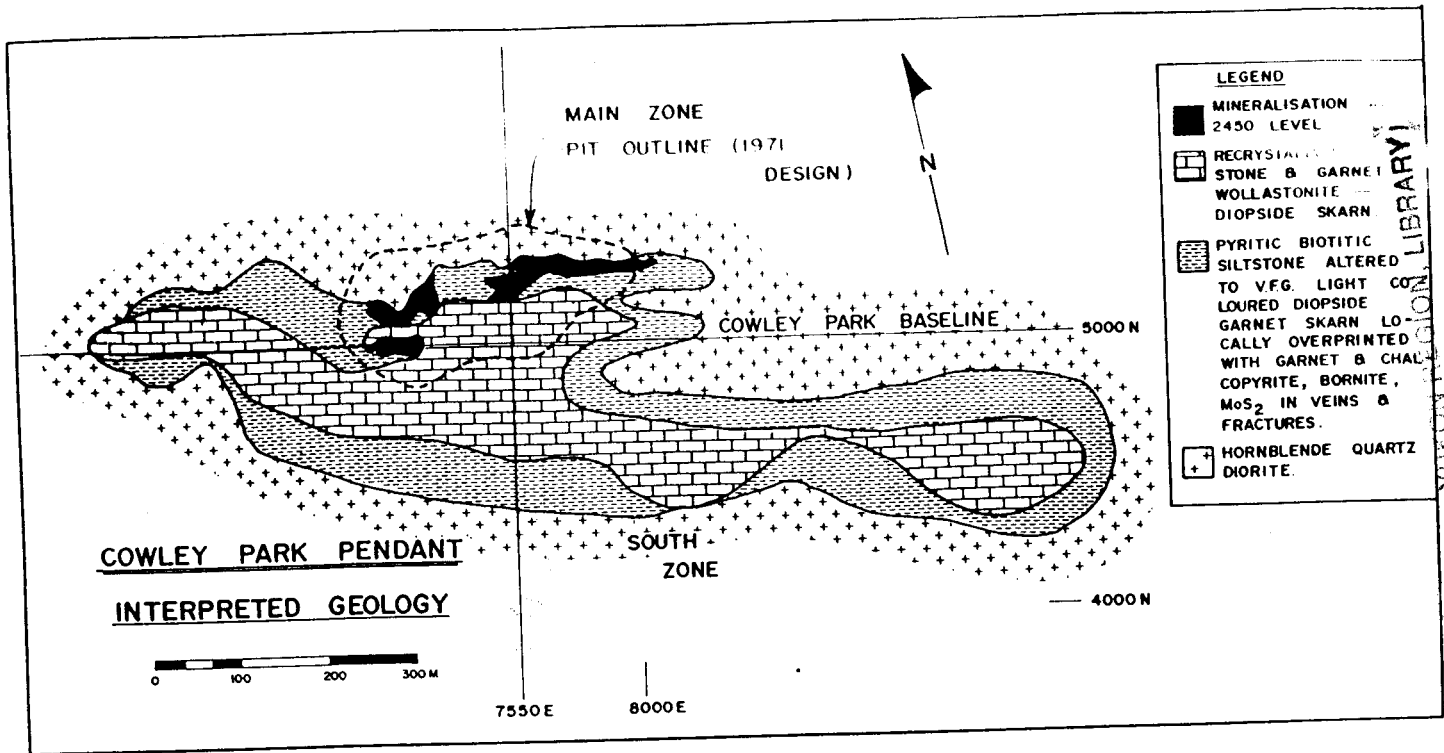 MAIN ZONE
PIT OUTLINE (1971
DESIGN)
N
COWLEY PARK BASELINE
5000 N
SOUTH
ZONE
4000 N
COWLEY PARK PENDANT
INTERPRETED GEOLOGY
0 100 200 300 M
7550 E
8000 E
LEGEND
MINERALISATION
2450 LEVEL
STONE & GARNET
WOLLASTONITE
DIOPSIDE SKARN
PYRITIC BIOTITIC
SILTSTONE ALTERED
TO V.F.G. LIGHT CO
LOURED DIOPSIDE
GARNET SKARN LO-
CALLY OVERPRINTED
WITH GARNET & CHAL
COPYRITE, BORNITE,
MoS2 IN VEINS &
FRACTURES.
HORNBLENDE QUARTZ
DIORITE.
LIBRARY